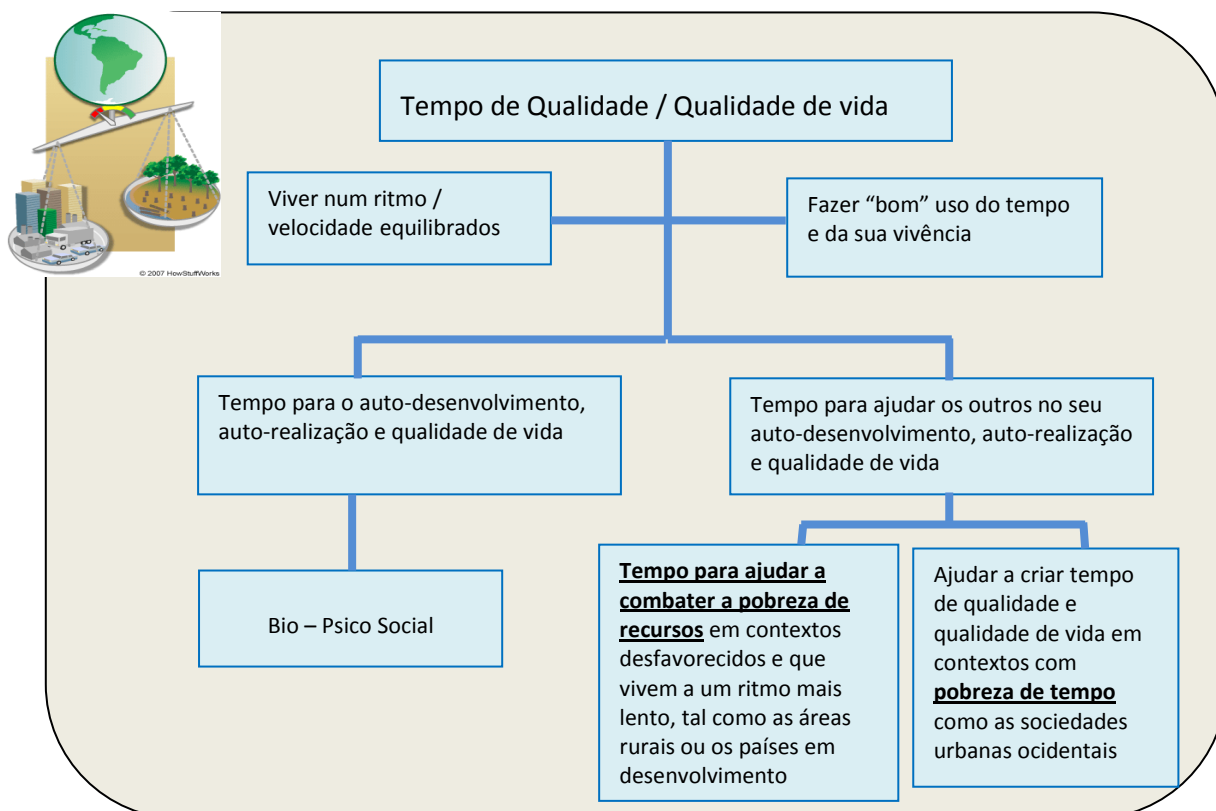 Tempo de Qualidade / Qualidade de vida
Viver num ritmo /
velocidade equilibrados
Fazer “bom” uso do tempo
e da sua vivência
© 2007 HowStuffWorks
Tempo para o auto-desenvolvimento,
auto-realização e qualidade de vida
Tempo para ajudar os outros no seu
auto-desenvolvimento, auto-realização
e qualidade de vida
Bio – Psico Social
Tempo para ajudar a
combater a pobreza de
recursos em contextos
desfavorecidos e que
vivem a um ritmo mais
lento, tal como as áreas
rurais ou os países em
desenvolvimento
Ajudar a criar tempo
de qualidade e
qualidade de vida em
contextos com
pobreza de tempo
como as sociedades
urbanas ocidentais